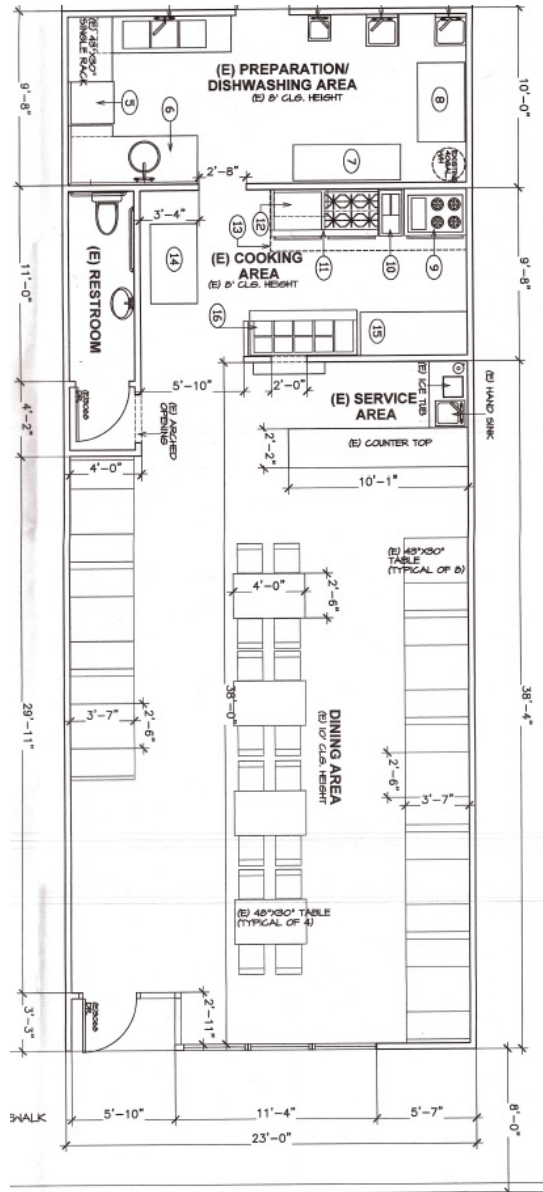 (E) 48"X30"
SINGLE RACK
(E) PREPARATION/
DISHWASHING AREA
(E) 8' CLG. HEIGHT
5
6
7
8
9'-8"
10'-0"
2'-8"
3'-4"
(E) RESTROOM
11'-0"
14
13
12
11
10
9
(E) COOKING
AREA
(E) 8' CLG. HEIGHT
9'-8"
16
15
5'-10"
2'-0"
(E) SERVICE
AREA
(E) ICE TUB
(E) HAND SINK
(E) ARCHED
OPENING
4'-2"
2'-2"
(E) COUNTER TOP
10'-1"
4'-0"
(E) 48"X30"
TABLE
(TYPICAL OF 8)
4'-0"
2'-6"
38'-0"
38'-4"
DINING AREA
(E) 10' CLG. HEIGHT
29'-11"
3'-7"
2'-6"
2'-6"
3'-7"
(E) 48"X30" TABLE
(TYPICAL OF 4)
2'-11"
3'-3"
5'-10"
11'-4"
5'-7"
8'-0"
23'-0"